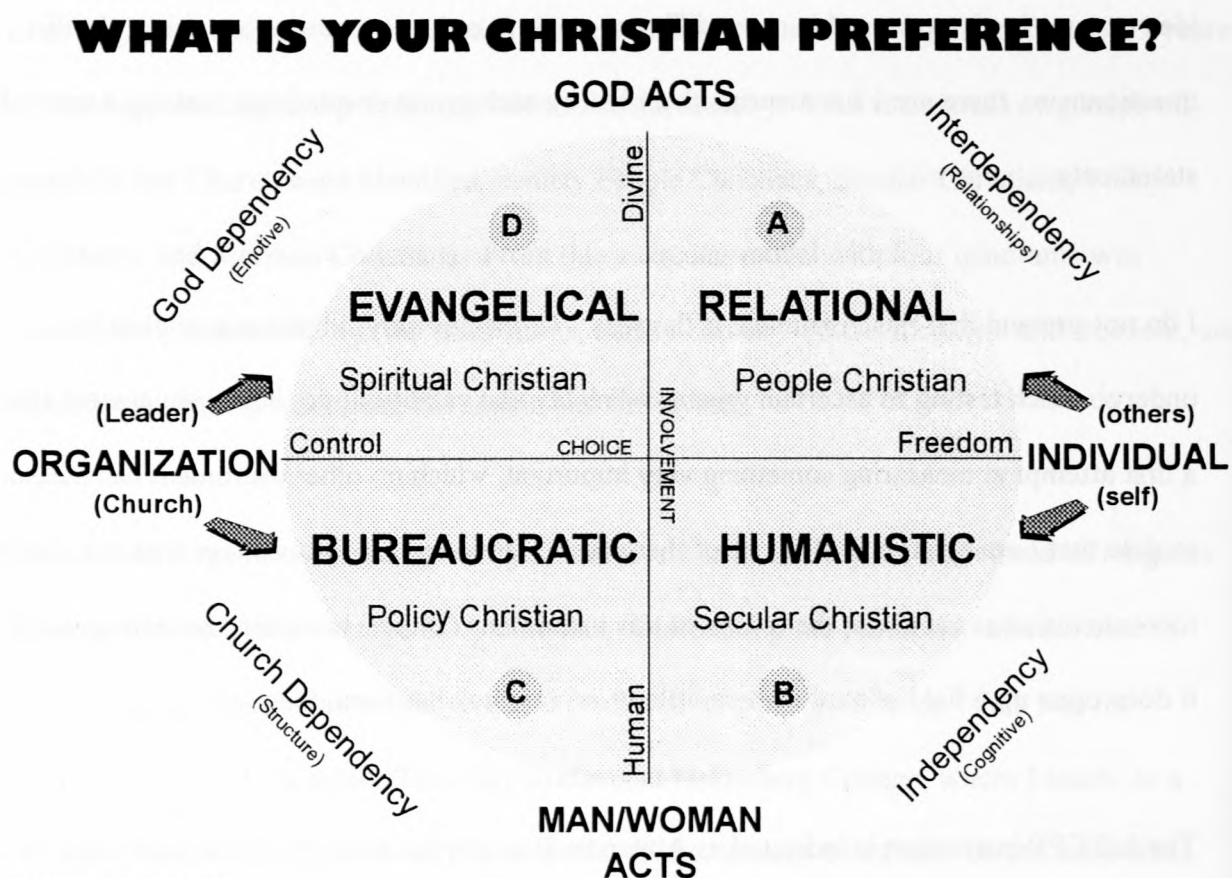 WHAT IS YOUR CHRISTIAN PREFERENCE?
GOD ACTS
God Dependency
(Emotive)
Divine
Interdependency
(Relationships)
D
A
EVANGELICAL
RELATIONAL
Spiritual Christian
People Christian
(Leader)
(others)
Control
CHOICE
INVOLVEMENT
Freedom
ORGANIZATION
INDIVIDUAL
(Church)
(self)
BUREAUCRATIC
HUMANISTIC
Policy Christian
Secular Christian
Church Dependency
(Structure)
C
B
Human
Independency
(Cognitive)
MAN/WOMAN
ACTS